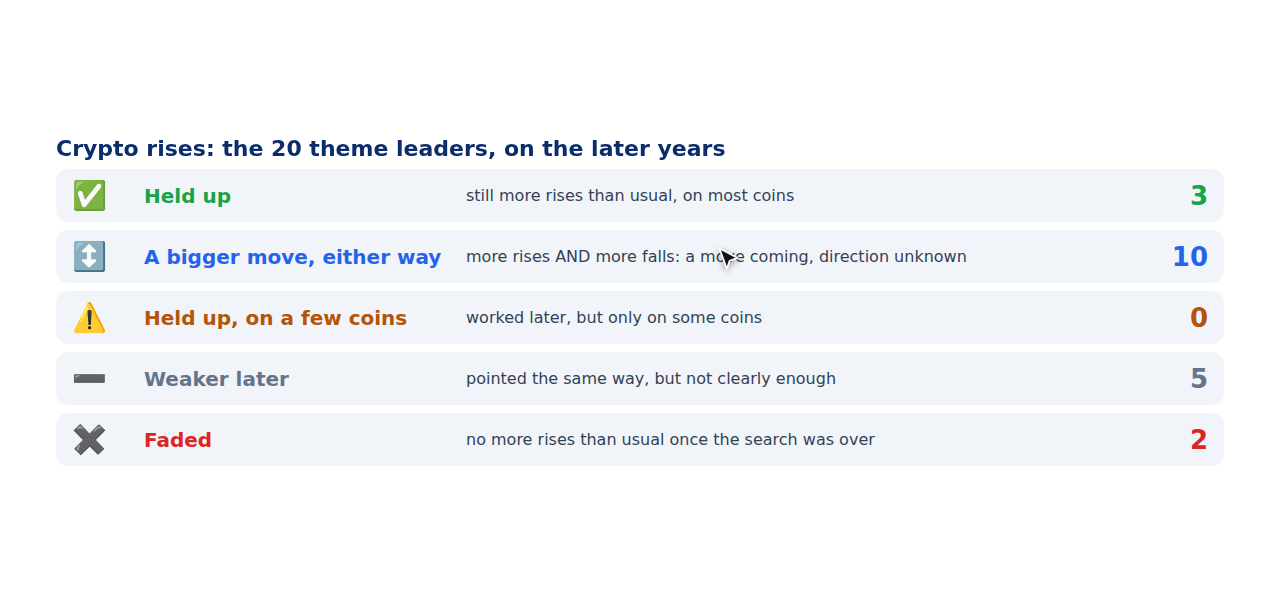 Crypto rises: the 20 theme leaders, on the later years
Held up still more rises than usual, on most coins 3
A bigger move, either way more rises AND more falls: a move coming, direction unknown 10
Held up, on a few coins worked later, but only on some coins 0
Weaker later pointed the same way, but not clearly enough 5
Faded no more rises than usual once the search was over 2